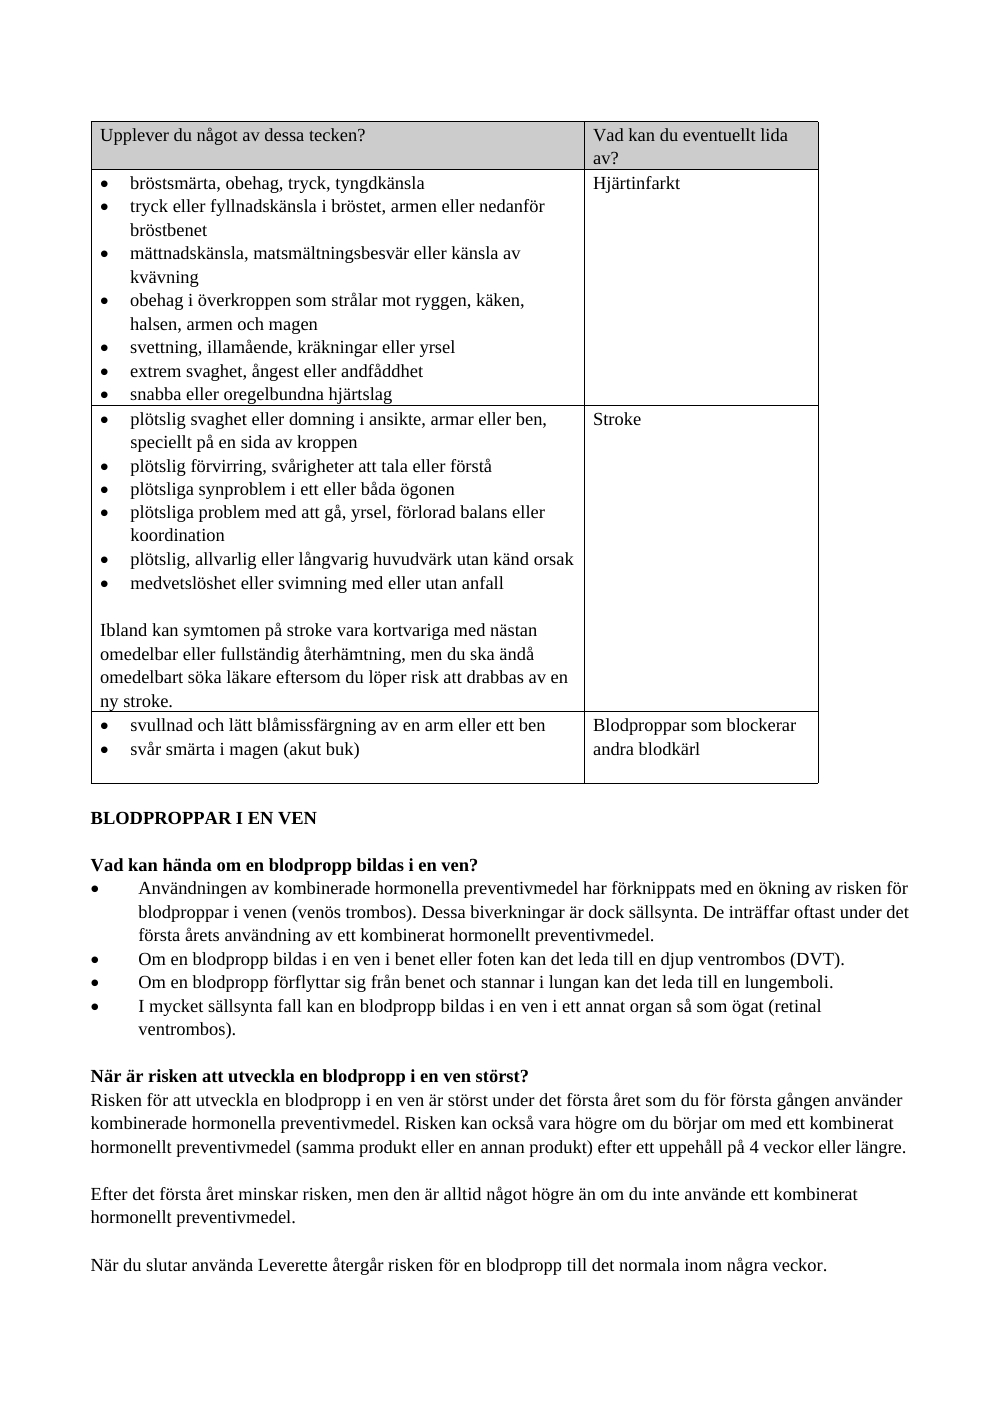 Upplever du något av dessa tecken?
Vad kan du eventuellt lida
av?
• bröstsmärta, obehag, tryck, tyngdkänsla
• tryck eller fyllnadskänsla i bröstet, armen eller nedanför
bröstbenet
• mättnadskänsla, matsmältningsbesvär eller känsla av
kvävning
• obehag i överkroppen som strålar mot ryggen, käken,
halsen, armen och magen
• svettning, illamående, kräkningar eller yrsel
• extrem svaghet, ångest eller andfåddhet
• snabba eller oregelbundna hjärtslag
Hjärtinfarkt
• plötslig svaghet eller domning i ansikte, armar eller ben,
speciellt på en sida av kroppen
• plötslig förvirring, svårigheter att tala eller förstå
• plötsliga synproblem i ett eller båda ögonen
• plötsliga problem med att gå, yrsel, förlorad balans eller
koordination
• plötslig, allvarlig eller långvarig huvudvärk utan känd orsak
• medvetslöshet eller svimning med eller utan anfall
Ibland kan symtomen på stroke vara kortvariga med nästan
omedelbar eller fullständig återhämtning, men du ska ändå
omedelbart söka läkare eftersom du löper risk att drabbas av en
ny stroke.
Stroke
• svullnad och lätt blåmissfärgning av en arm eller ett ben
• svår smärta i magen (akut buk)
Blodproppar som blockerar
andra blodkärl
BLODPROPPAR I EN VEN
Vad kan hända om en blodpropp bildas i en ven?
• Användningen av kombinerade hormonella preventivmedel har förknippats med en ökning av risken för
blodproppar i venen (venös trombos). Dessa biverkningar är dock sällsynta. De inträffar oftast under det
första årets användning av ett kombinerat hormonellt preventivmedel.
• Om en blodpropp bildas i en ven i benet eller foten kan det leda till en djup ventrombos (DVT).
• Om en blodpropp förflyttar sig från benet och stannar i lungan kan det leda till en lungemboli.
• I mycket sällsynta fall kan en blodpropp bildas i en ven i ett annat organ så som ögat (retinal
ventrombos).
När är risken att utveckla en blodpropp i en ven störst?
Risken för att utveckla en blodpropp i en ven är störst under det första året som du för första gången använder
kombinerade hormonella preventivmedel. Risken kan också vara högre om du börjar om med ett kombinerat
hormonellt preventivmedel (samma produkt eller en annan produkt) efter ett uppehåll på 4 veckor eller längre.
Efter det första året minskar risken, men den är alltid något högre än om du inte använde ett kombinerat
hormonellt preventivmedel.
När du slutar använda Leverette återgår risken för en blodpropp till det normala inom några veckor.